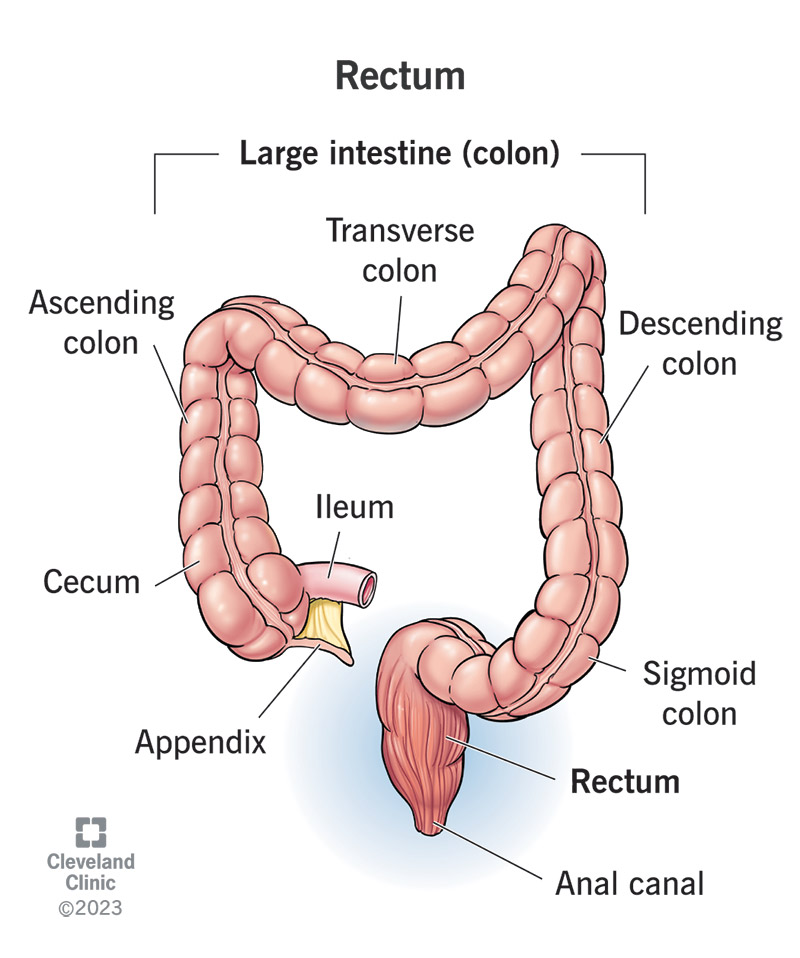 Rectum
Large intestine (colon)
Transverse
colon
Ascending
colon
Descending
colon
Ileum
Cecum
Sigmoid
colon
Appendix
Rectum
Anal canal
Cleveland
Clinic
©2023